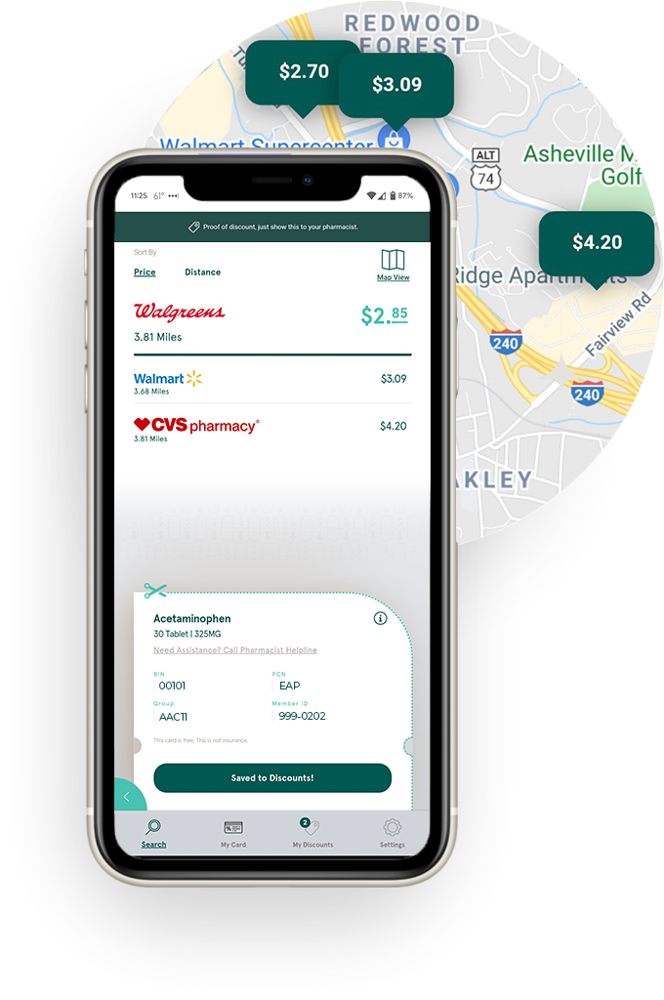 REDWOOD
FOREST
$2.70
$3.09
Walmart Supercenter
ALT
74
Asheville M
Golf
$4.20
Ridge Apartments
240
Fairview Rd
240
AKLEY
11:25 61° 87%
Proof of discount, just show this to your pharmacist.
Sort By
Price Distance
Map View
Walgreens
$2.85
3.81 Miles
Walmart
$3.09
3.68 Miles
CVS pharmacy®
$4.20
3.81 Miles
Acetaminophen
30 Tablet | 325MG
Need Assistance? Call Pharmacist Helpline
BIN PCN
00101 EAP
Group Member ID
AAC11 999-0202
This card is free. This is not insurance.
Saved to Discounts!
2
Search My Card My Discounts Settings